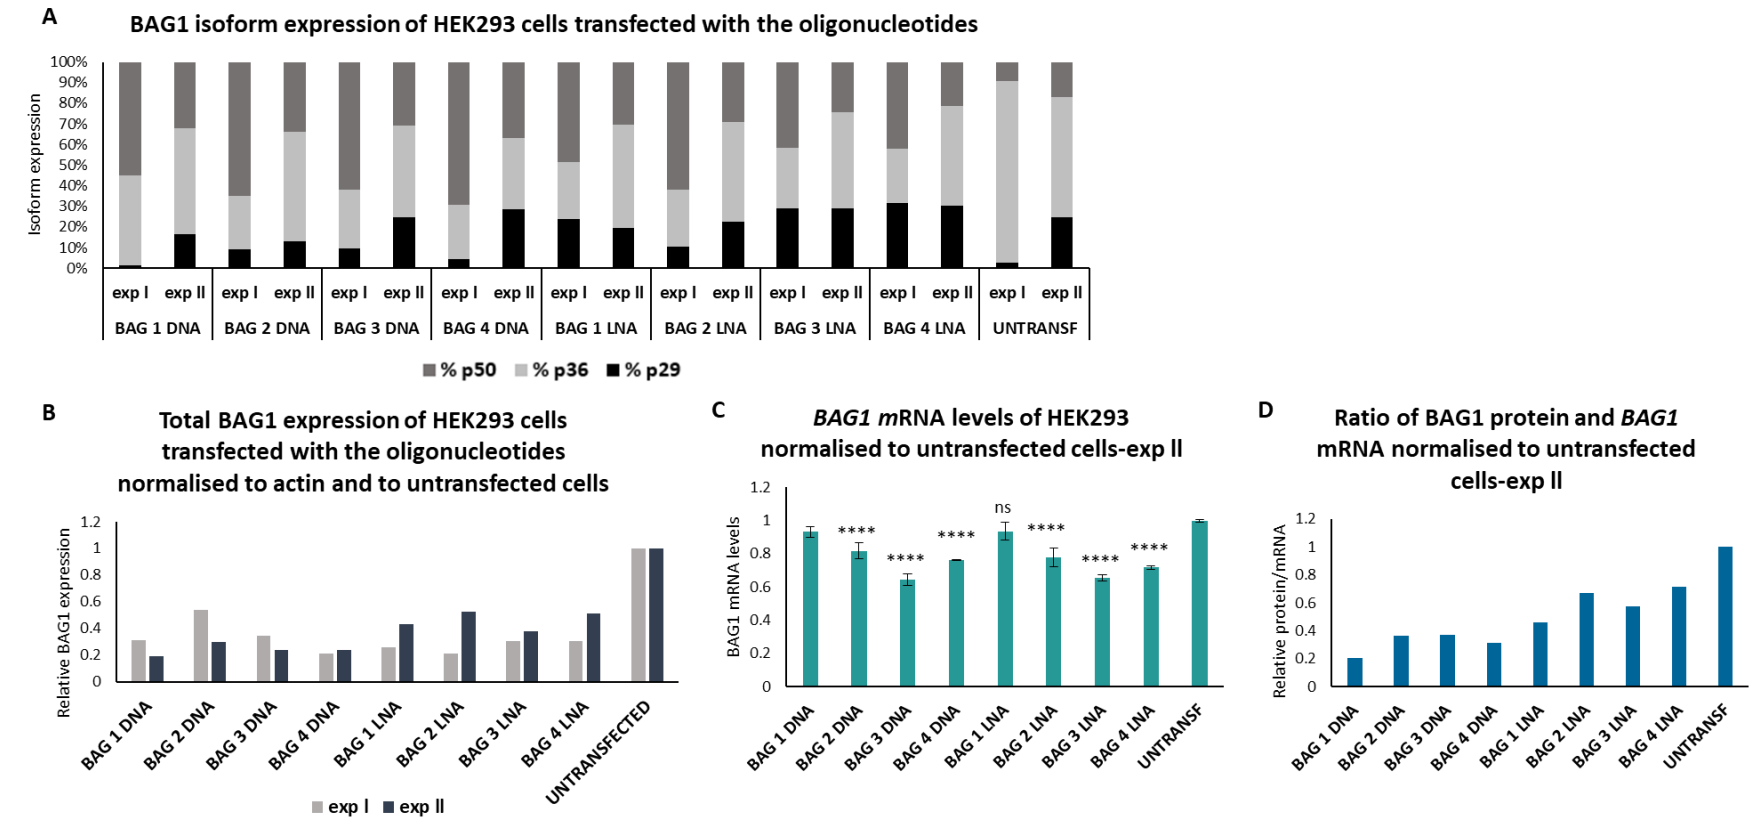 A
BAG1 isoform expression of HEK293 cells transfected with the oligonucleotides
Isoform expression
100%
90%
80%
70%
60%
50%
40%
30%
20%
10%
0%
exp l exp ll exp l exp ll exp l exp ll exp l exp ll exp l exp ll exp l exp ll exp l exp ll exp l exp ll exp l exp ll
BAG 1 DNA BAG 2 DNA BAG 3 DNA BAG 4 DNA BAG 1 LNA BAG 2 LNA BAG 3 LNA BAG 4 LNA UNTRANSF
% p50 % p36 % p29
B
Total BAG1 expression of HEK293 cells
transfected with the oligonucleotides
normalised to actin and to untransfected cells
Relative BAG1 expression
1.2
1
0.8
0.6
0.4
0.2
0
BAG 1 DNA
BAG 2 DNA
BAG 3 DNA
BAG 4 DNA
BAG 1 LNA
BAG 2 LNA
BAG 3 LNA
BAG 4 LNA
UNTRANSFECTED
exp l exp ll
C
BAG1 mRNA levels of HEK293
normalised to untransfected cells-exp ll
BAG1 mRNA levels
1.2
1
0.8
0.6
0.4
0.2
0
****
****
****
ns
****
****
****
BAG 1 DNA
BAG 2 DNA
BAG 3 DNA
BAG 4 DNA
BAG 1 LNA
BAG 2 LNA
BAG 3 LNA
BAG 4 LNA
UNTRANSF
D
Ratio of BAG1 protein and BAG1
mRNA normalised to untransfected
cells-exp ll
Relative protein/mRNA
1.2
1
0.8
0.6
0.4
0.2
0
BAG 1 DNA
BAG 2 DNA
BAG 3 DNA
BAG 4 DNA
BAG 1 LNA
BAG 2 LNA
BAG 3 LNA
BAG 4 LNA
UNTRANSF